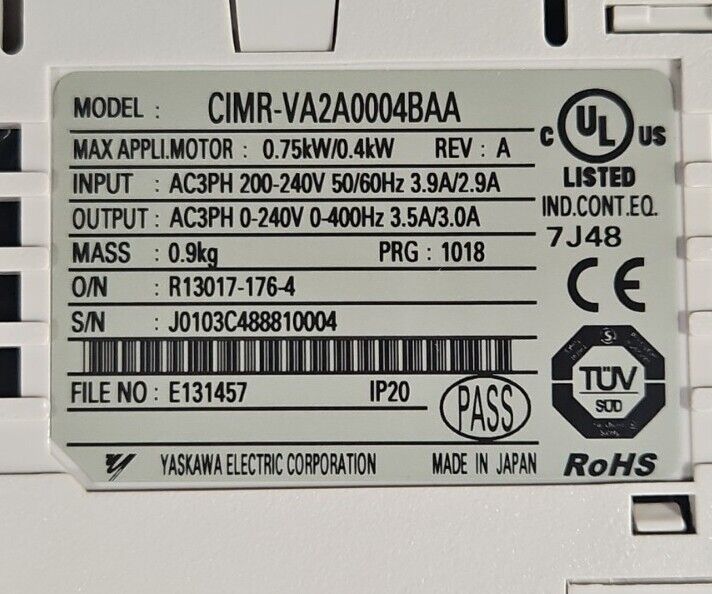 MODEL : CIMR-VA2A0004BAA
MAX APPLI.MOTOR : 0.75kW/0.4kW REV : A
INPUT : AC3PH 200-240V 50/60Hz 3.9A/2.9A
OUTPUT : AC3PH 0-240V 0-400Hz 3.5A/3.0A
MASS : 0.9kg PRG : 1018
O/N : R13017-176-4
S/N : J0103C488810004
FILE NO : E131457 IP20
PASS
YASKAWA ELECTRIC CORPORATION MADE IN JAPAN
C UL US
LISTED
IND.CONT.EQ.
7J48
CE
TÜV
SÜD
RoHS